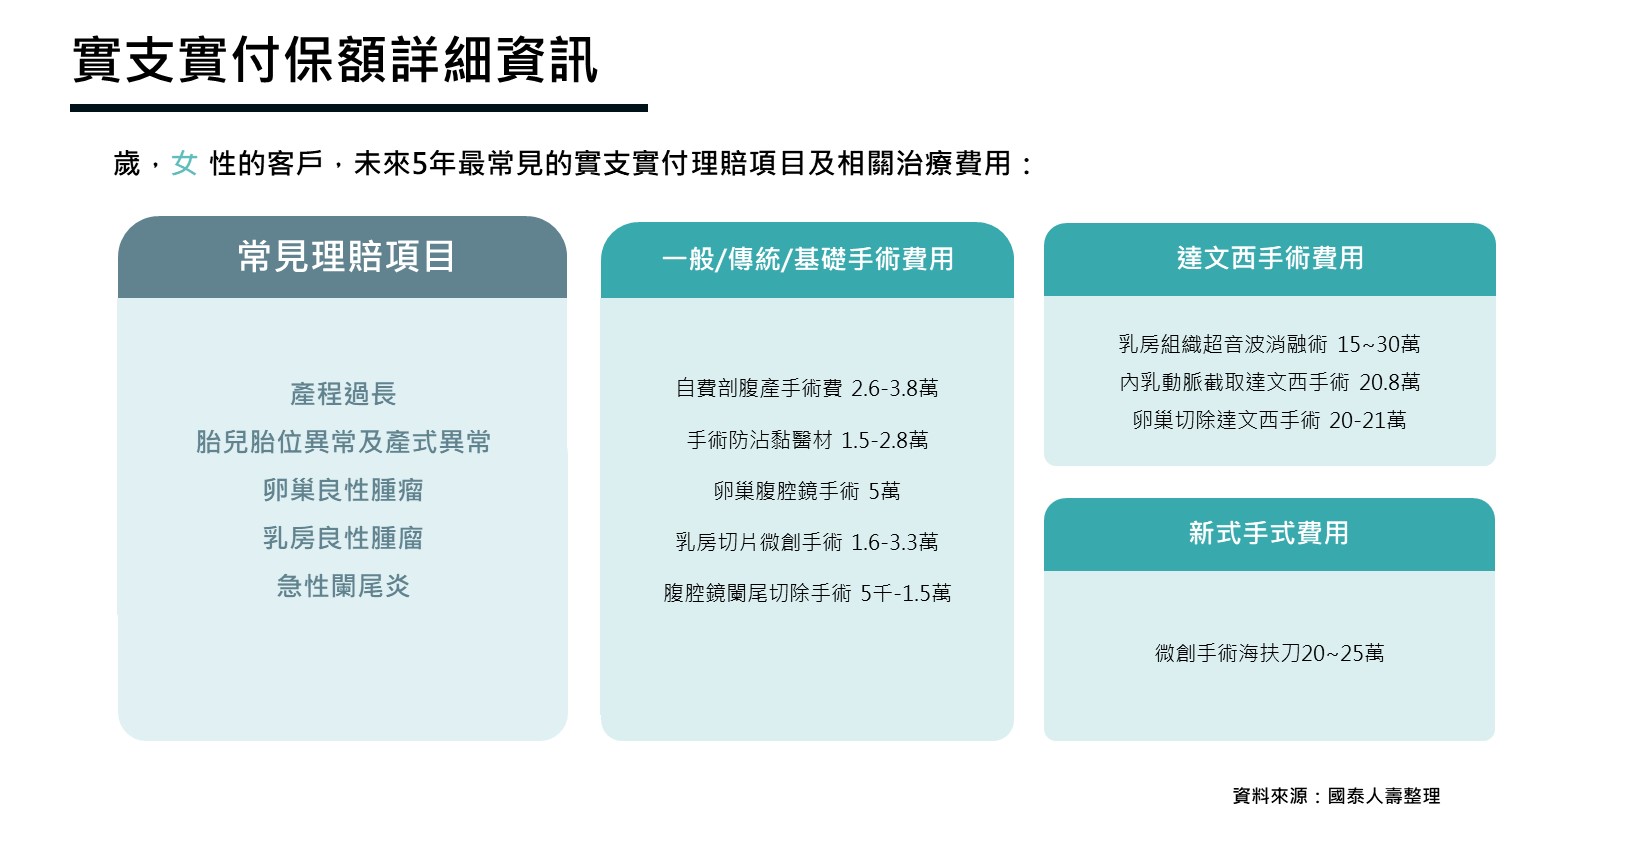 實支實付保額詳細資訊
歲，女 性的客戶，未來5年最常見的實支實付理賠項目及相關治療費用：
常見理賠項目
產程過長
胎兒胎位異常及產式異常
卵巢良性腫瘤
乳房良性腫瘤
急性闌尾炎
一般/傳統/基礎手術費用
自費剖腹產手術費 2.6-3.8萬
手術防沾黏醫材 1.5-2.8萬
卵巢腹腔鏡手術 5萬
乳房切片微創手術 1.6-3.3萬
腹腔鏡闌尾切除手術 5千-1.5萬
達文西手術費用
乳房組織超音波消融術 15~30萬
內乳動脈截取達文西手術 20.8萬
卵巢切除達文西手術 20-21萬
新式手式費用
微創手術海扶刀20~25萬
資料來源：國泰人壽整理